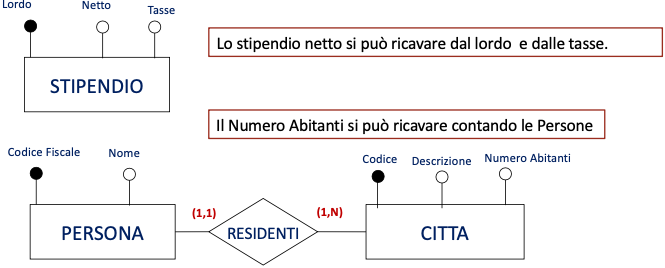 Lordo Netto Tasse
Lo stipendio netto si può ricavare dal lordo e dalle tasse.
STIPENDIO
Il Numero Abitanti si può ricavare contando le Persone
Codice Fiscale Nome Codice Descrizione Numero Abitanti
(1,1) (1,N)
PERSONA RESIDENTI CITTA